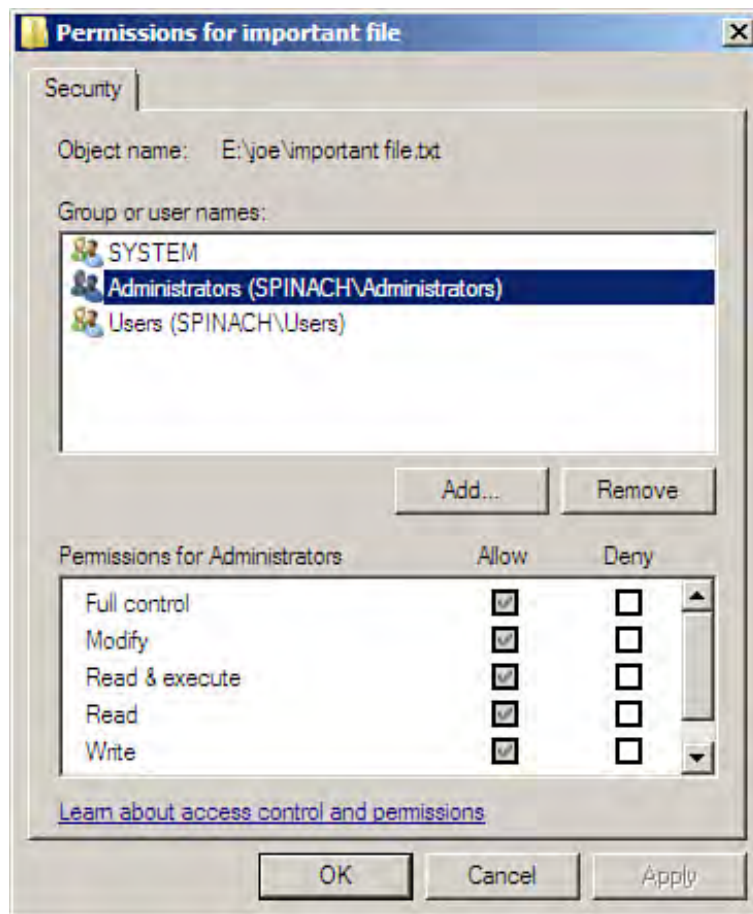 Permissions for important file
Security
Object name: E:\joe\important file.txt
Group or user names:
SYSTEM
Administrators (SPINACH\Administrators)
Users (SPINACH\Users)
Add... Remove
Permissions for Administrators Allow Deny
Full control
Modify
Read & execute
Read
Write
Learn about access control and permissions
OK Cancel Apply